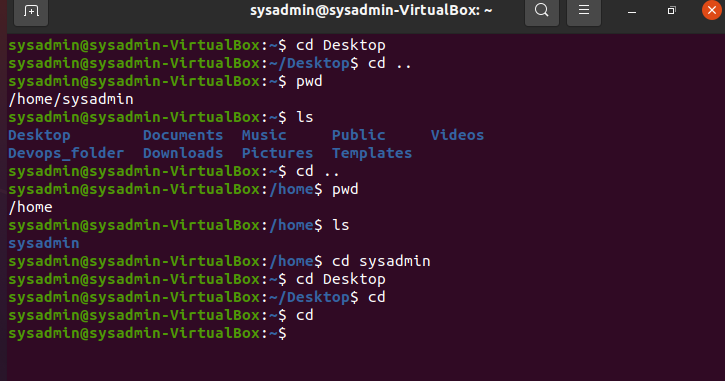 sysadmin@sysadmin-VirtualBox: ~
sysadmin@sysadmin-VirtualBox:~$ cd Desktop
sysadmin@sysadmin-VirtualBox:~/Desktop$ cd ..
sysadmin@sysadmin-VirtualBox:~$ pwd
/home/sysadmin
sysadmin@sysadmin-VirtualBox:~$ ls
Desktop        Documents  Music     Public     Videos
Devops_folder  Downloads  Pictures  Templates
sysadmin@sysadmin-VirtualBox:~$ cd ..
sysadmin@sysadmin-VirtualBox:/home$ pwd
/home
sysadmin@sysadmin-VirtualBox:/home$ ls
sysadmin
sysadmin@sysadmin-VirtualBox:/home$ cd sysadmin
sysadmin@sysadmin-VirtualBox:~$ cd Desktop
sysadmin@sysadmin-VirtualBox:~/Desktop$ cd
sysadmin@sysadmin-VirtualBox:~$ cd
sysadmin@sysadmin-VirtualBox:~$